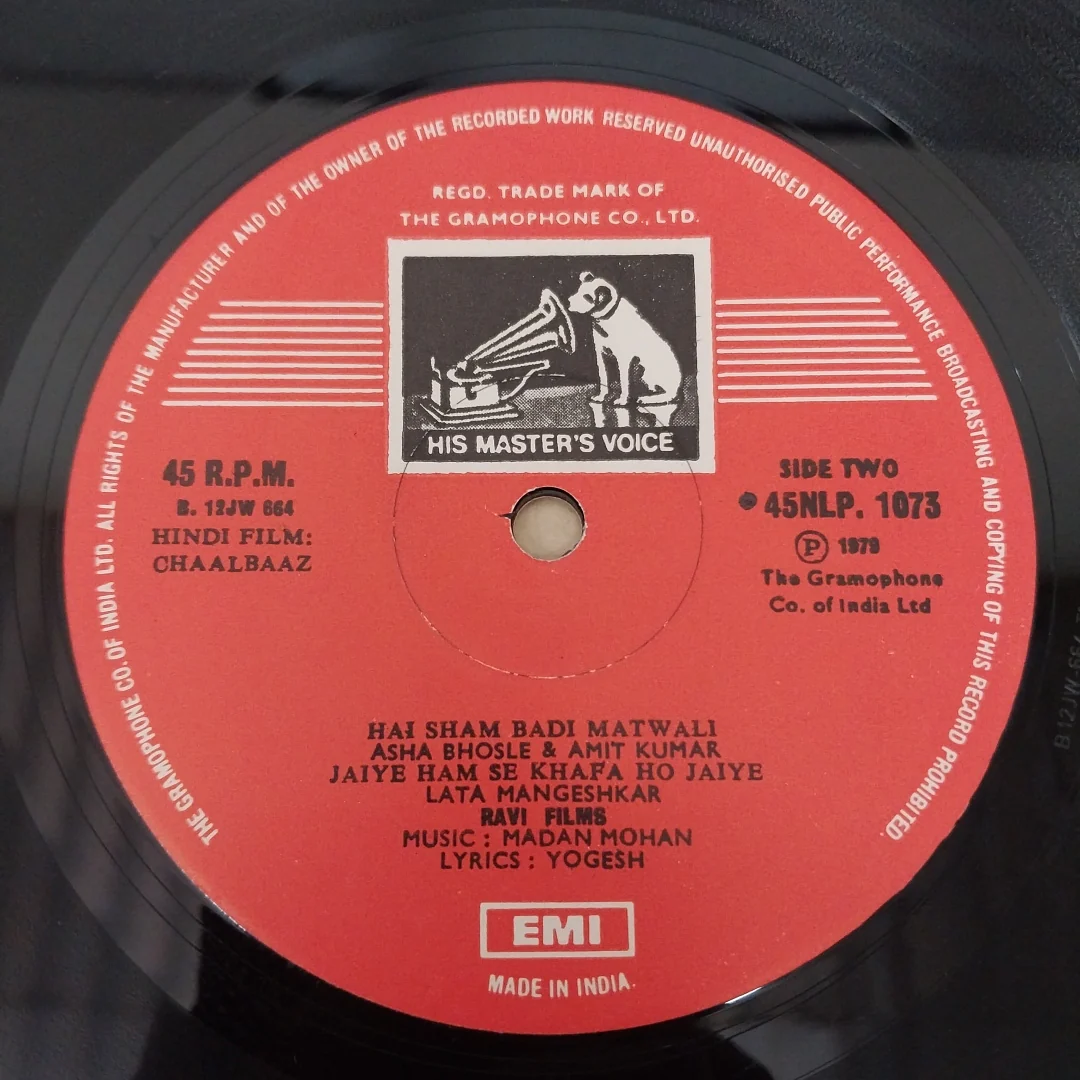 THE GRAMOPHONE CO. OF INDIA LTD. ALL RIGHTS OF THE MANUFACTURER AND OF THE OWNER OF THE RECORDED WORK RESERVED UNAUTHORISED PUBLIC PERFORMANCE BROADCASTING AND COPYING OF THIS RECORD PROHIBITED.
REGD. TRADE MARK OF
THE GRAMOPHONE CO., LTD.
HIS MASTER'S VOICE
45 R.P.M.
B. 12JW 664
HINDI FILM:
CHAALBAAZ
SIDE TWO
45NLP. 1073
Ⓟ 1979
The Gramophone
Co. of India Ltd
HAI SHAM BADI MATWALI
ASHA BHOSLE & AMIT KUMAR
JAIYE HAM SE KHAFA HO JAIYE
LATA MANGESHKAR
RAVI FILMS
MUSIC : MADAN MOHAN
LYRICS : YOGESH
EMI
MADE IN INDIA.